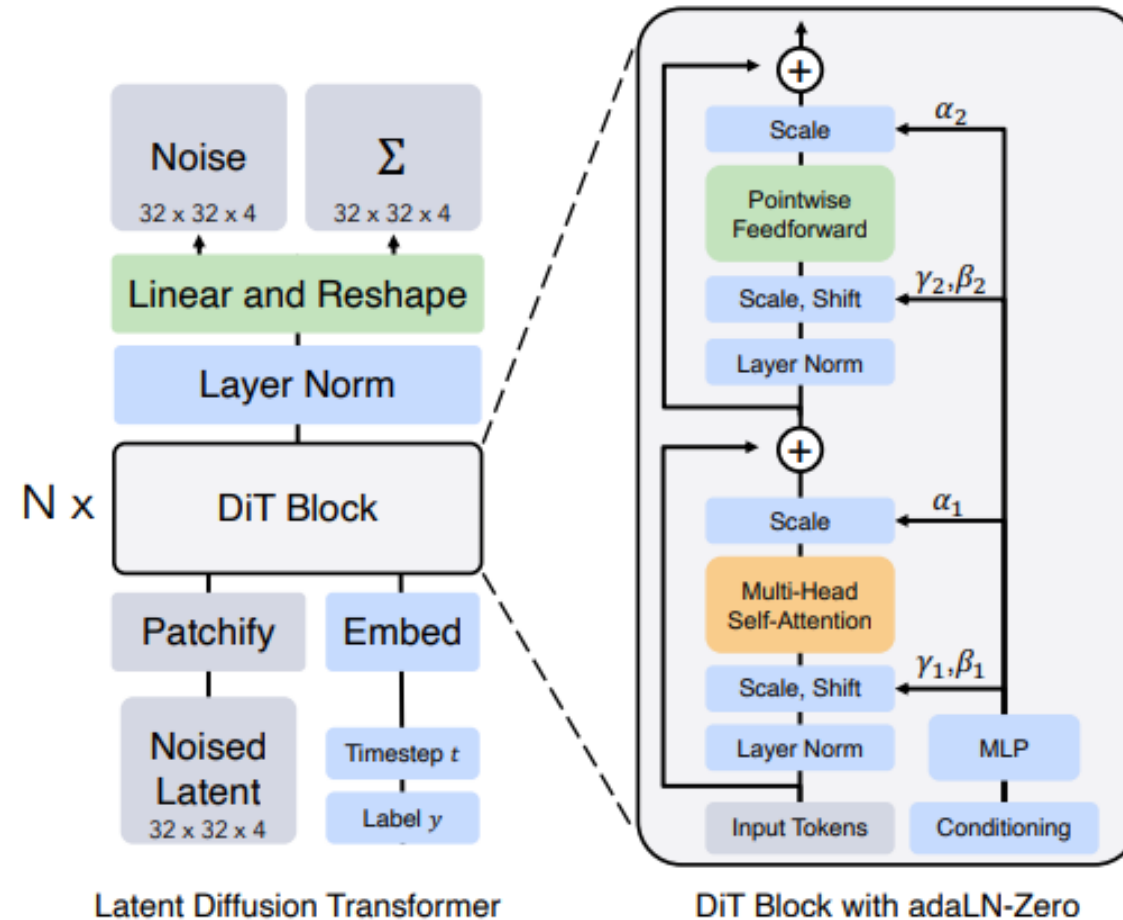 Noise
32 x 32 x 4
Σ
32 x 32 x 4
Linear and Reshape
Layer Norm
N x
DiT Block
Patchify
Embed
Noised
Latent
32 x 32 x 4
Timestep t
Label y
Latent Diffusion Transformer
+
Scale
α₂
Pointwise
Feedforward
Scale, Shift
γ₂,β₂
Layer Norm
+
Scale
α₁
Multi-Head
Self-Attention
Scale, Shift
γ₁,β₁
Layer Norm
MLP
Input Tokens
Conditioning
DiT Block with adaLN-Zero